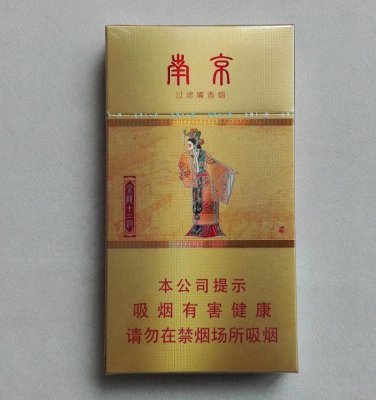 南京
过滤嘴香烟
金陵十二钗
本公司提示
吸烟有害健康
请勿在禁烟场所吸烟